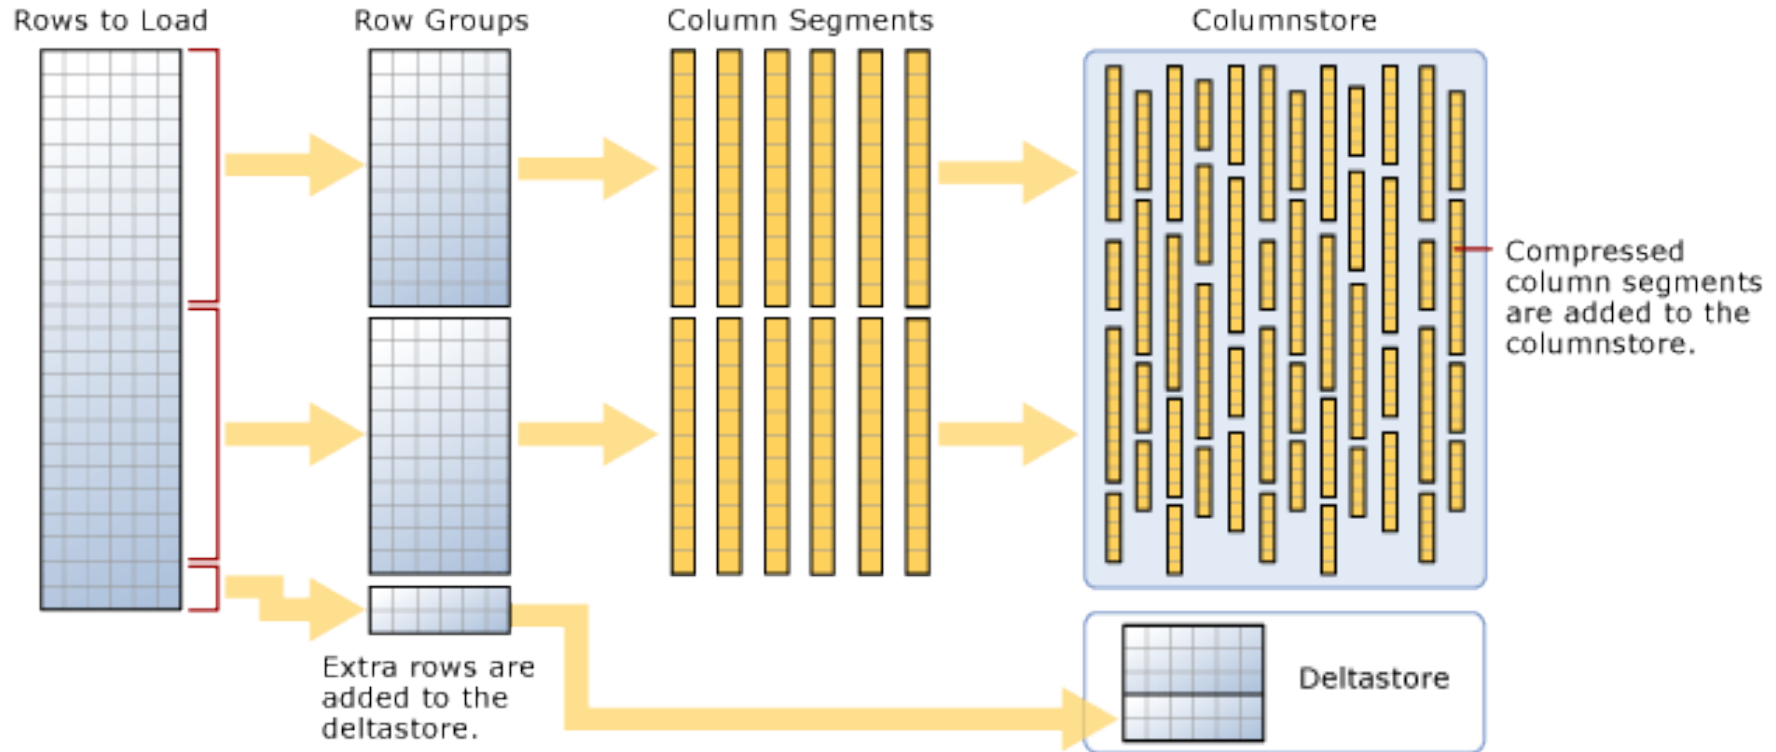 Rows to Load
Row Groups
Column Segments
Columnstore
Compressed
column segments
are added to the
columnstore.
Extra rows are
added to the
deltastore.
Deltastore